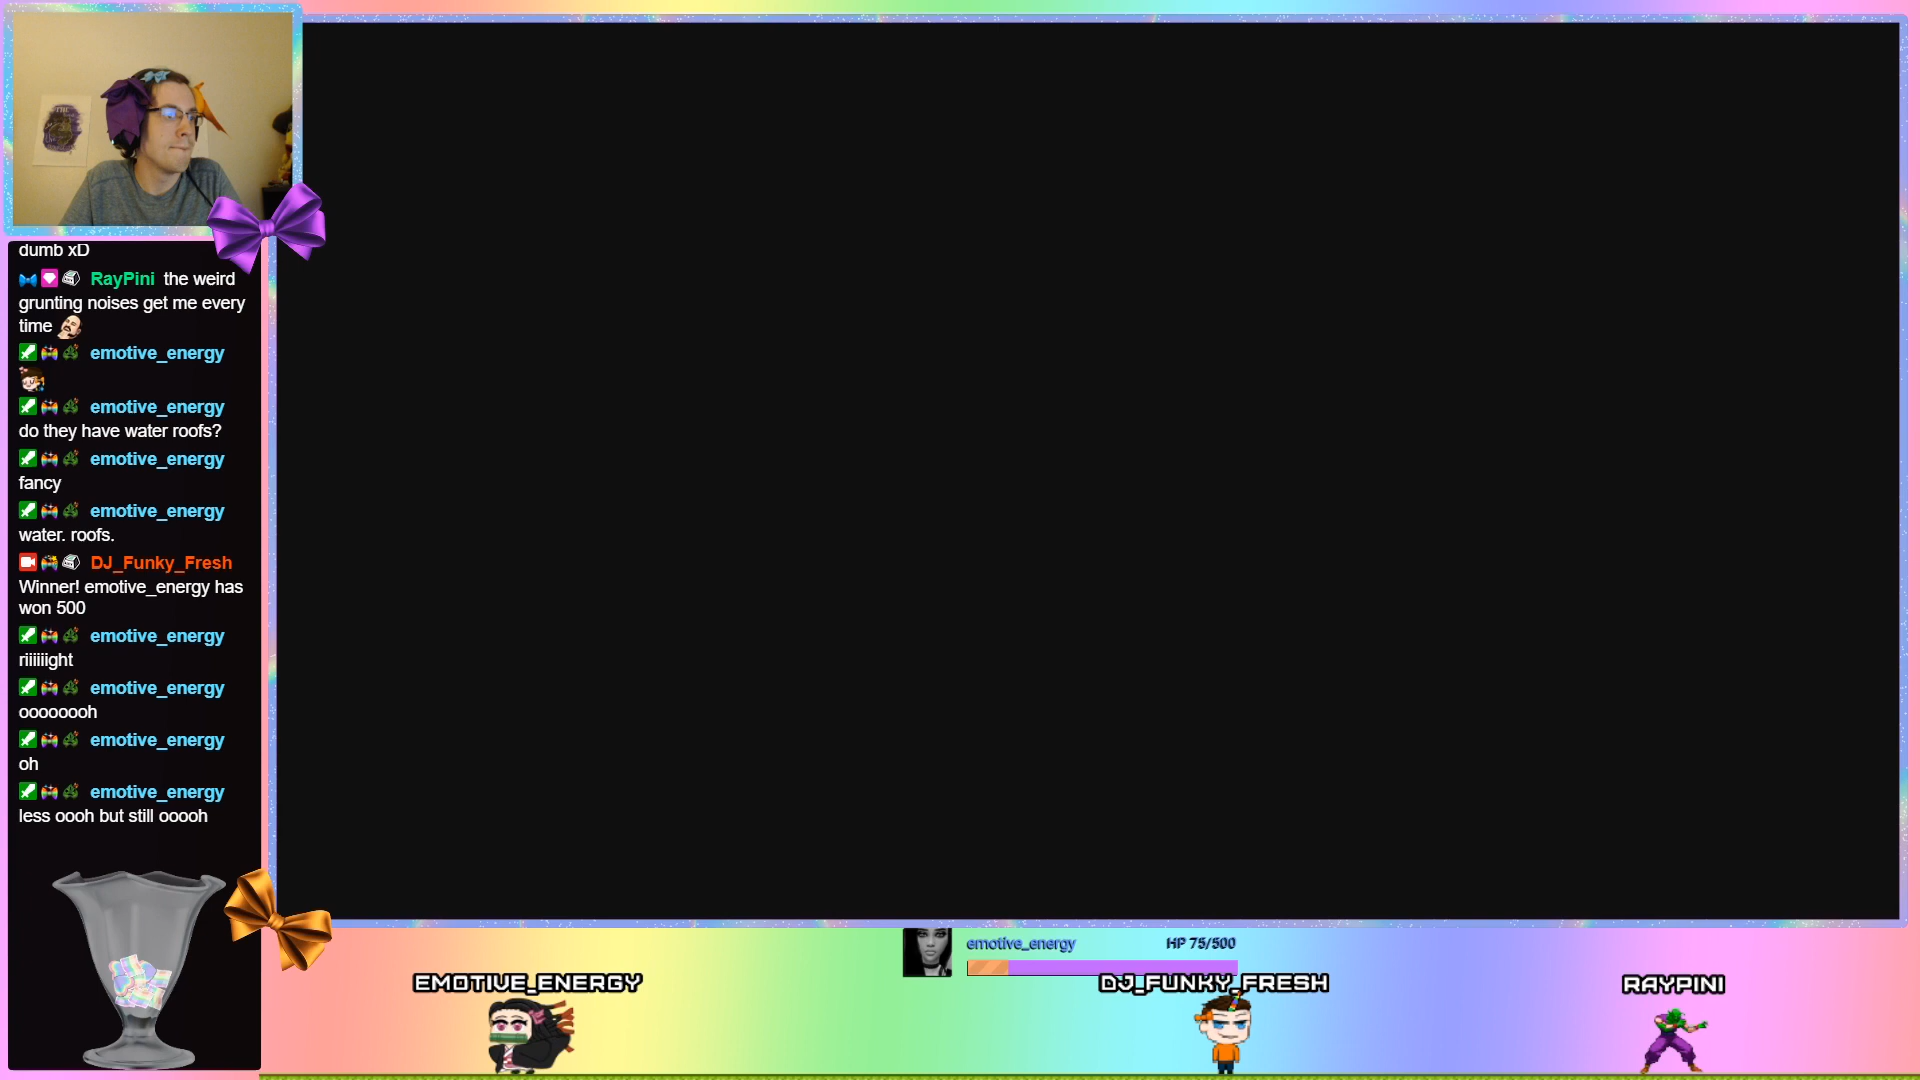 dumb xD
RayPini the weird
grunting noises get me every
time
emotive_energy
emotive_energy
do they have water roofs?
emotive_energy
fancy
emotive_energy
water. roofs.
DJ_Funky_Fresh
Winner! emotive_energy has
won 500
emotive_energy
riiiiiight
emotive_energy
oooooooh
emotive_energy
oh
emotive_energy
less oooh but still ooooh
emotive_energy HP 75/500
EMOTIVE_ENERGY
DJ_FUNKY_FRESH
RAYPINI